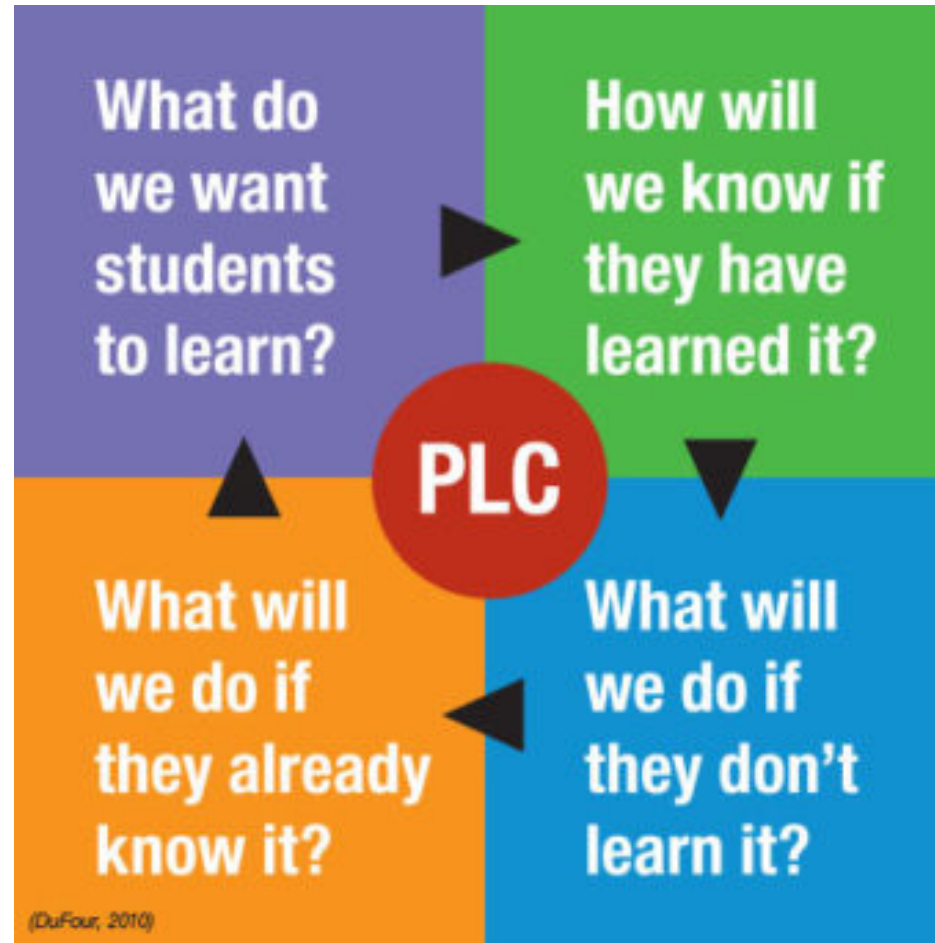 What do
we want
students
to learn?
How will
we know if
they have
learned it?
PLC
What will
we do if
they don't
learn it?
What will
we do if
they already
know it?
(DuFour, 2010)